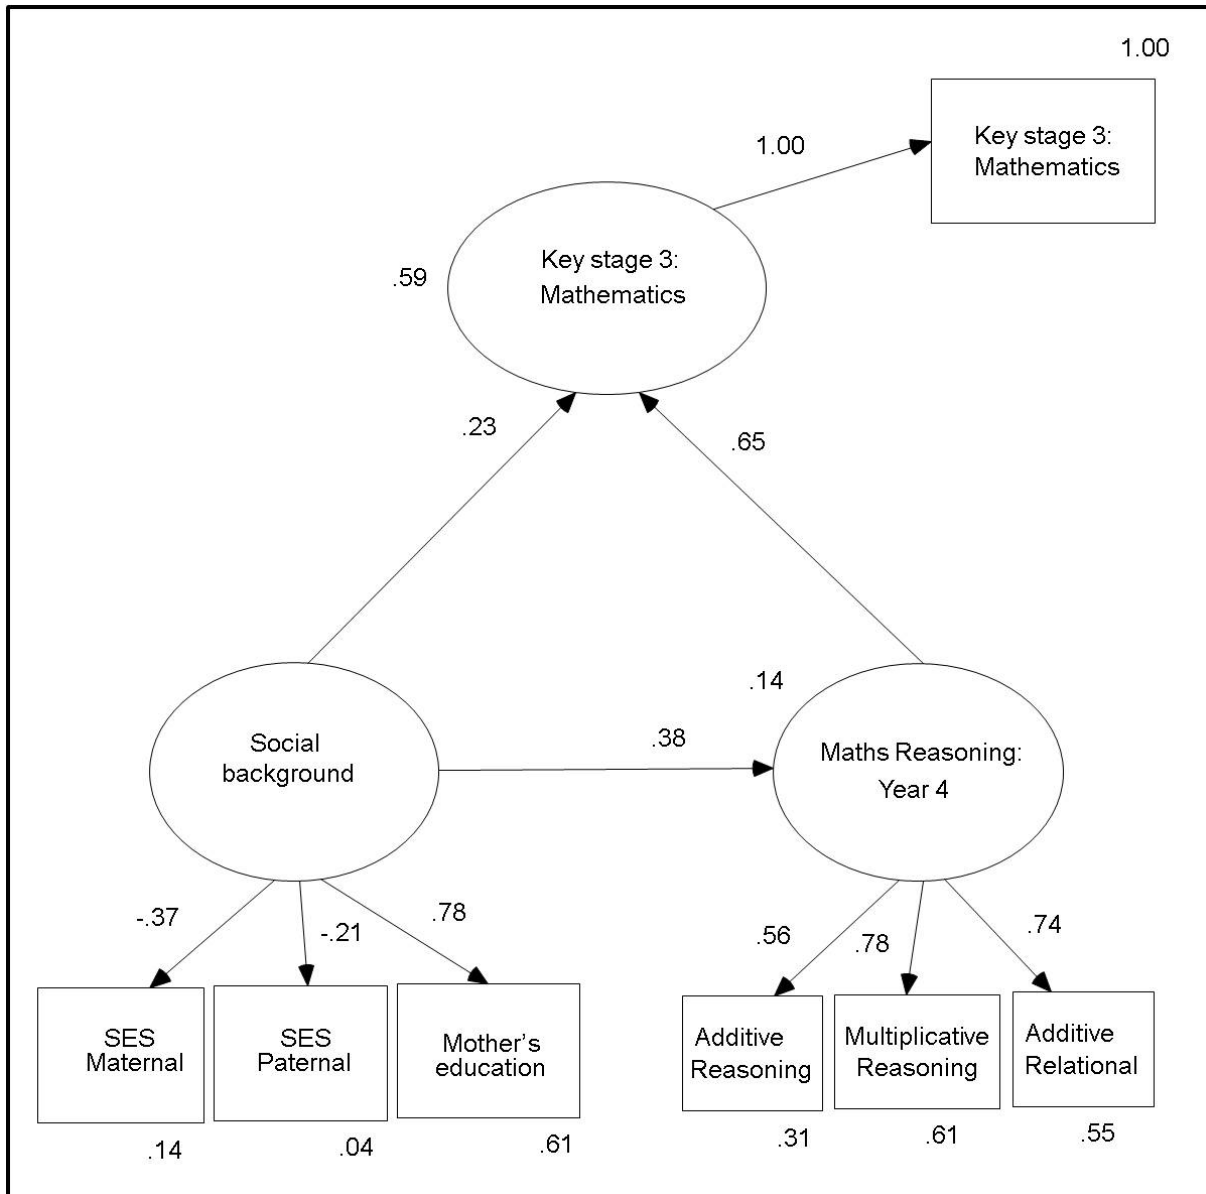 1.00
Key stage 3:
Mathematics
1.00
Key stage 3:
Mathematics
.59
.23
.65
.14
Social
background
.38
Maths Reasoning:
Year 4
-.37
-.21
.78
.56
.78
.74
SES
Maternal
SES
Paternal
Mother's
education
Additive
Reasoning
Multiplicative
Reasoning
Additive
Relational
.14
.04
.61
.31
.61
.55